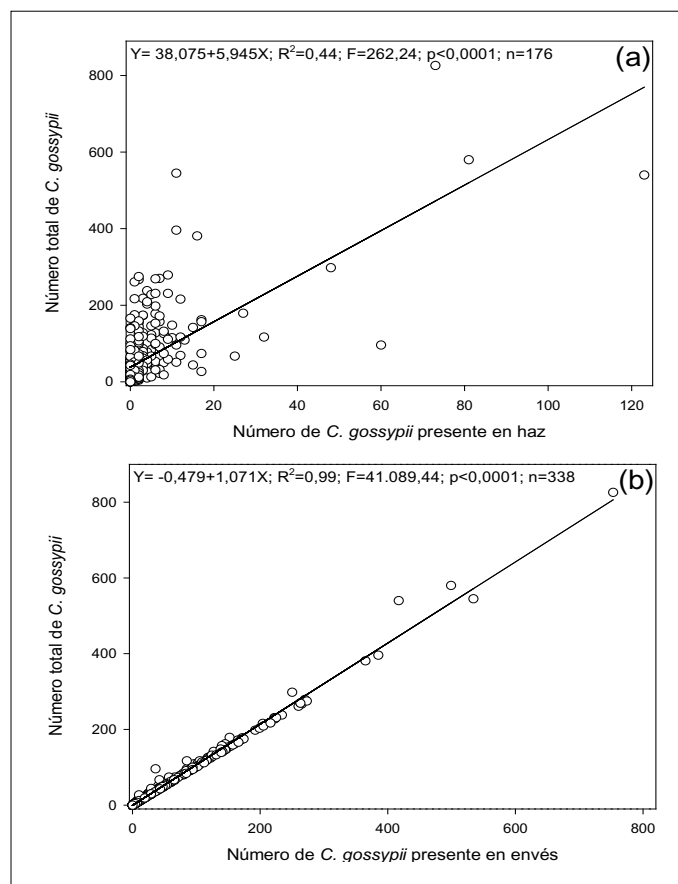 Y= 38,075+5,945X; R²=0,44; F=262,24; p<0,0001; n=176
(a)
800
600
400
200
0
Número total de C. gossypii
0 20 40 60 80 100 120
Número de C. gossypii presente en haz
Y= -0,479+1,071X; R²=0,99; F=41.089,44; p<0,0001; n=338
(b)
800
600
400
200
0
Número total de C. gossypii
0 200 400 600 800
Número de C. gossypii presente en envés